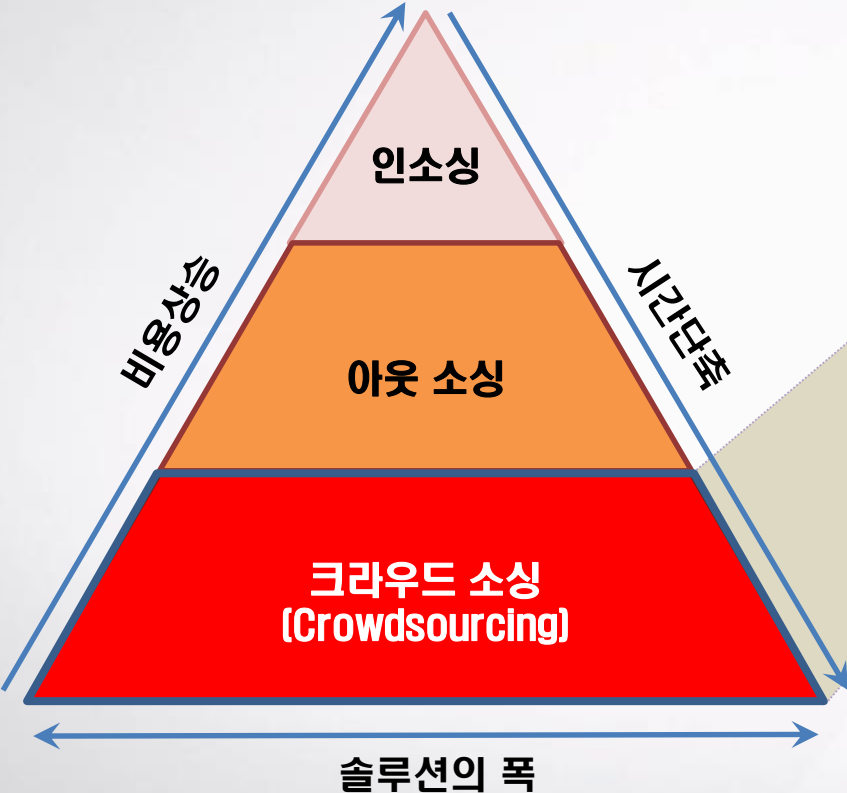 인소싱
비용상승
시간단축
아웃 소싱
크라우드 소싱
(Crowdsourcing)
솔루션의 폭